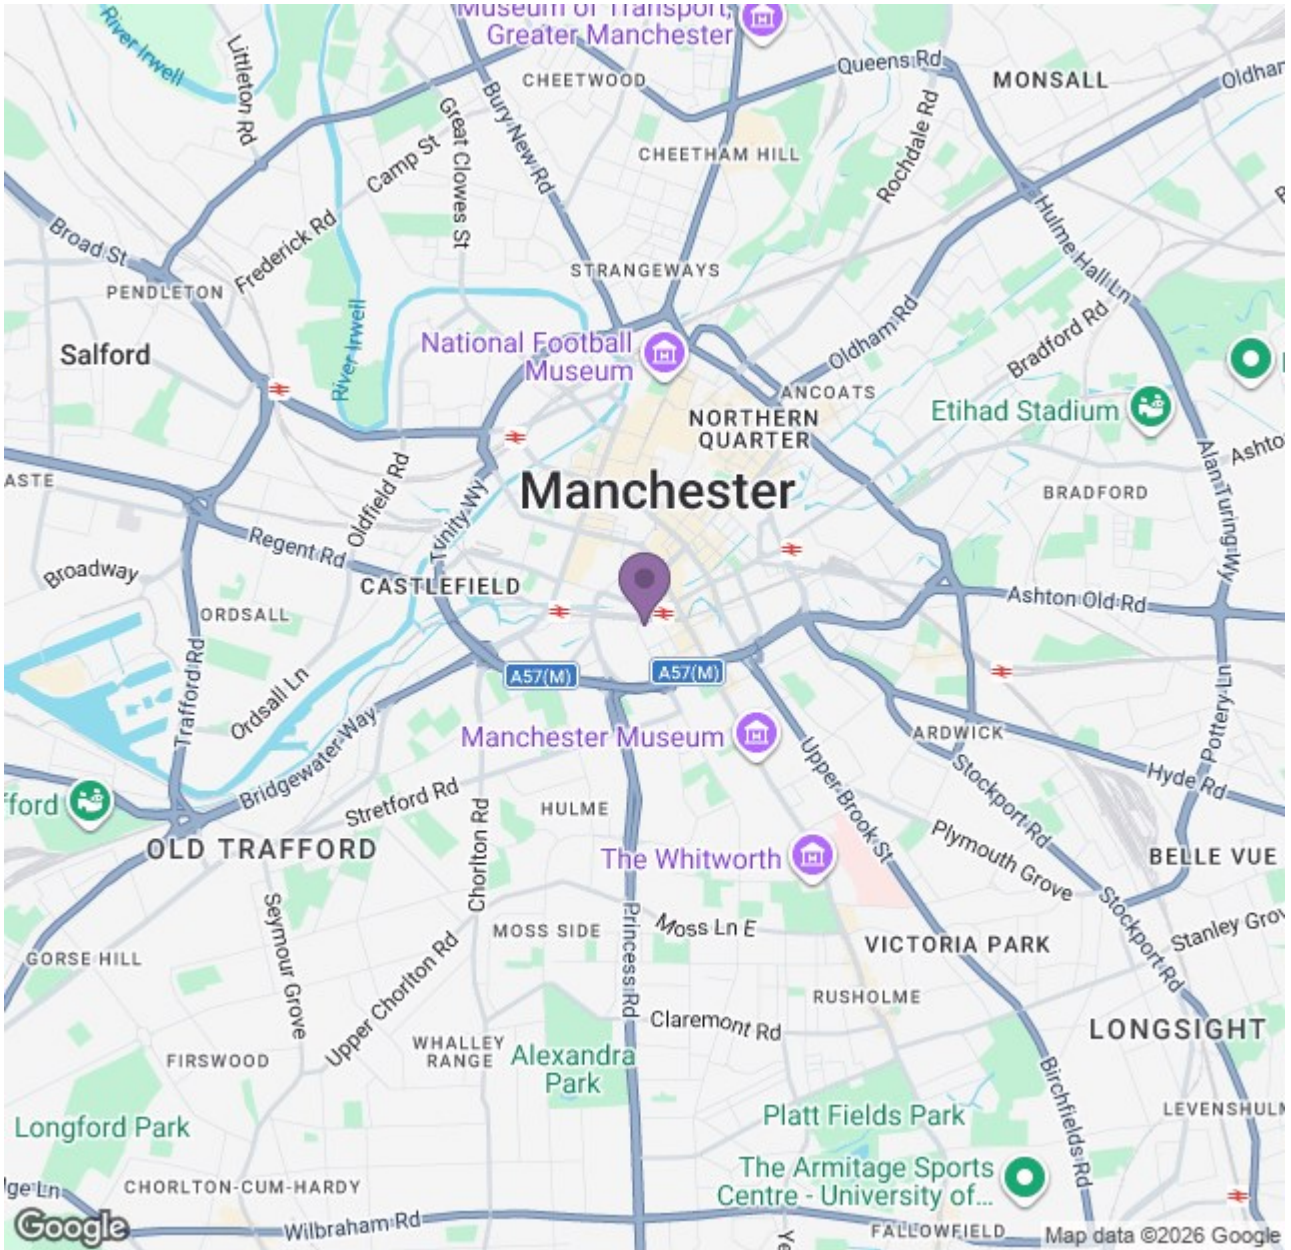 Museum of Transport,
Greater Manchester
River Irwell
Littleton Rd
CHEETWOOD
Queens Rd
MONSALL
Bury New Rd
Great Clowes St
Camp St
CHEETHAM HILL
Rochdale Rd
Broad St
Frederick Rd
Hulme Hall Ln
PENDLETON
STRANGEWAYS
Salford
River Irwell
National Football
Museum
Oldham Rd
Bradford Rd
ANCOATS
NORTHERN
QUARTER
Etihad Stadium
Manchester
Oldfield Rd
Trinity Wy
BRADFORD
Alan Turing Wy
Regent Rd
Broadway
CASTLEFIELD
ORDSALL
Ashton Old Rd
Trafford Rd
Ordsall Ln
A57(M)
A57(M)
Bridgewater Way
Manchester Museum
ARDWICK
Pottery Ln
Hyde Rd
Upper Brook St
Stockport Rd
Stretford Rd
HULME
Chorlton Rd
OLD TRAFFORD
The Whitworth
Plymouth Grove
BELLE VUE
Seymour Grove
Princess Rd
Moss Ln E
MOSS SIDE
VICTORIA PARK
Stockport Rd
GORSE HILL
Upper Chorlton Rd
RUSHOLME
Claremont Rd
LONGSIGHT
WHALLEY
RANGE
FIRSWOOD
Alexandra
Park
Birchfields Rd
Longford Park
Platt Fields Park
The Armitage Sports
Centre - University of...
CHORLTON-CUM-HARDY
Wilbraham Rd
FALLOWFIELD
Google
Map data ©2026 Google